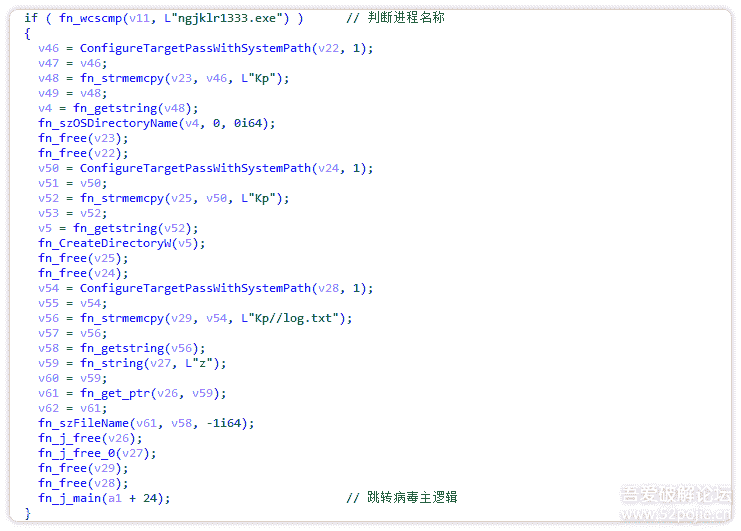 if ( fn_wcscmp(v11, L"ngjklr1333.exe") )      // 判断进程名称
{
  v46 = ConfigureTargetPassWithSystemPath(v22, 1);
  v47 = v46;
  v48 = fn_strmemcpy(v23, v46, L"Kp");
  v49 = v48;
  v4 = fn_getstring(v48);
  fn_szOSDirectoryName(v4, 0, 0i64);
  fn_free(v23);
  fn_free(v22);
  v50 = ConfigureTargetPassWithSystemPath(v24, 1);
  v51 = v50;
  v52 = fn_strmemcpy(v25, v50, L"Kp");
  v53 = v52;
  v5 = fn_getstring(v52);
  fn_CreateDirectoryW(v5);
  fn_free(v25);
  fn_free(v24);
  v54 = ConfigureTargetPassWithSystemPath(v28, 1);
  v55 = v54;
  v56 = fn_strmemcpy(v29, v54, L"Kp//log.txt");
  v57 = v56;
  v58 = fn_getstring(v56);
  v59 = fn_string(v27, L"z");
  v60 = v59;
  v61 = fn_get_ptr(v26, v59);
  v62 = v61;
  fn_szFileName(v61, v58, -1i64);
  fn_j_free(v26);
  fn_j_free_0(v27);
  fn_free(v29);
  fn_free(v28);
  fn_j_main(a1 + 24);                         // 跳转病毒主逻辑
}
吾爱破解论坛
www.52pojie.cn